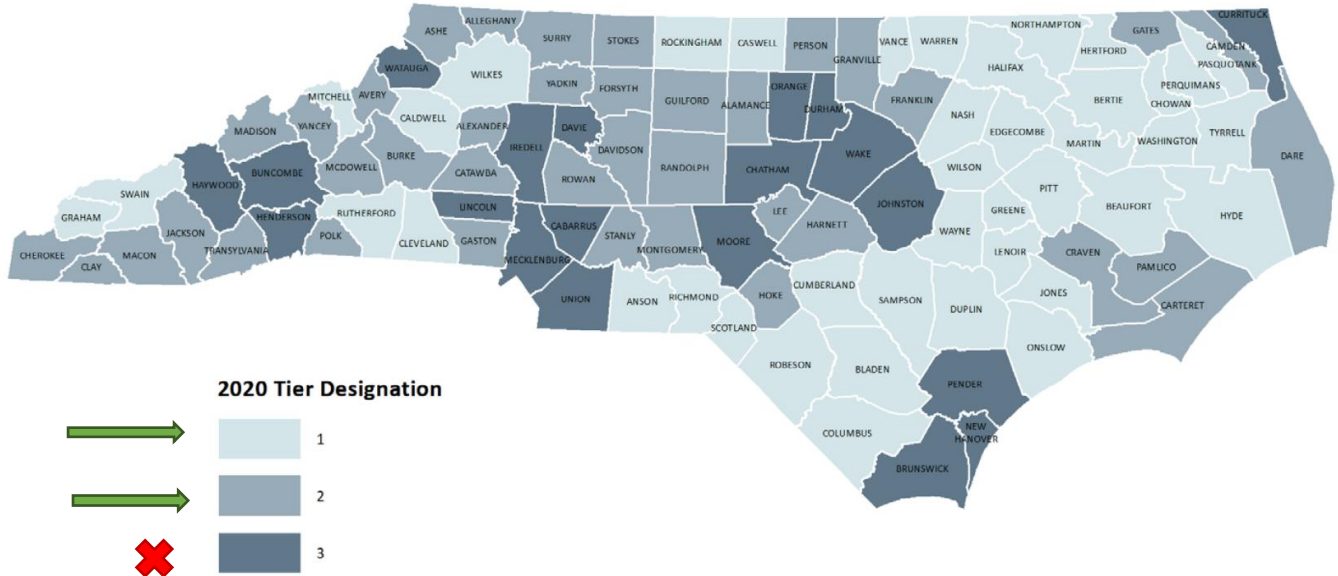 CURRITUCK
ALLEGHANY
ASHE
SURRY
STOKES
ROCKINGHAM
CASWELL
PERSON
GRANVILLE
VANCE
WARREN
NORTHAMPTON
HERTFORD
GATES
CAMDEN
PASQUOTANK
PERQUIMANS
CHOWAN
WATAUGA
WILKES
YADKIN
FORSYTH
GUILFORD
ALAMANCE
ORANGE
DURHAM
FRANKLIN
HALIFAX
BERTIE
MITCHELL
AVERY
CALDWELL
ALEXANDER
IREDELL
DAVIE
DAVIDSON
RANDOLPH
CHATHAM
WAKE
NASH
EDGECOMBE
MARTIN
WASHINGTON
TYRRELL
DARE
MADISON
YANCEY
MCDOWELL
BURKE
CATAWBA
ROWAN
WILSON
PITT
BEAUFORT
HYDE
SWAIN
HAYWOOD
BUNCOMBE
RUTHERFORD
LINCOLN
CABARRUS
STANLY
MONTGOMERY
MOORE
LEE
HARNETT
JOHNSTON
WAYNE
GREENE
LENOIR
CRAVEN
PAMLICO
GRAHAM
CHEROKEE
CLAY
MACON
JACKSON
TRANSYLVANIA
HENDERSON
POLK
CLEVELAND
GASTON
MECKLENBURG
UNION
ANSON
RICHMOND
SCOTLAND
HOKE
CUMBERLAND
SAMPSON
DUPLIN
JONES
CARTERET
ONSLOW
ROBESON
BLADEN
PENDER
COLUMBUS
NEW
HANOVER
BRUNSWICK
2020 Tier Designation
1
2
3